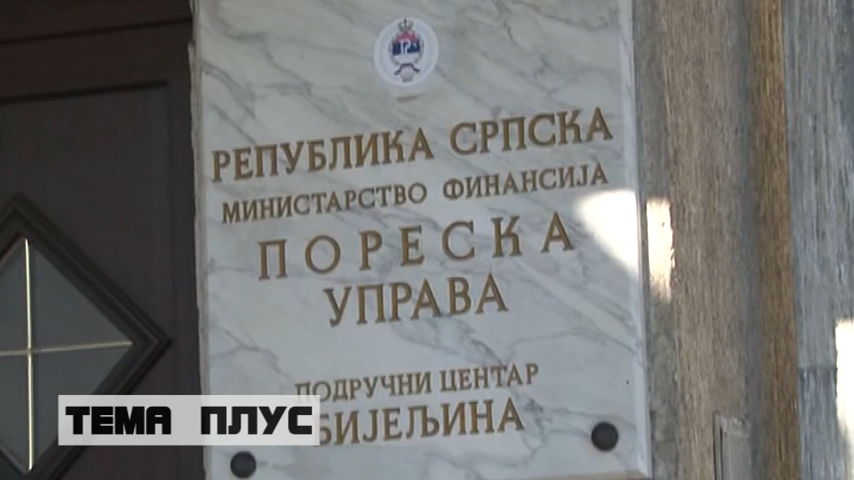 РЕПУБЛИКА СРПСКА
МИНИСТАРСТВО ФИНАНСИЈА
ПОРЕСКА
УПРАВА
ПОДРУЧНИ ЦЕНТАР
БИЈЕЉИНА
ТЕМА ПЛУС